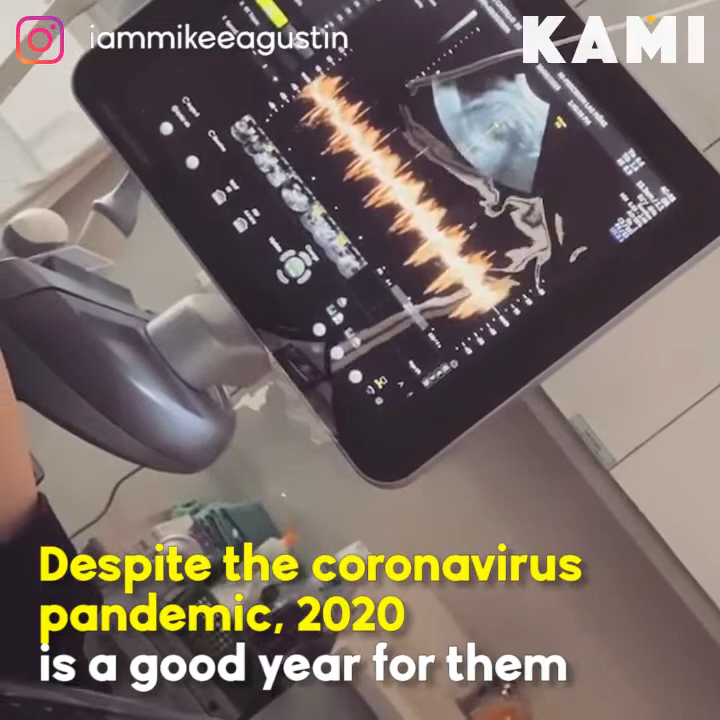 iammikeeagustin
KAMI
Despite the coronavirus
pandemic, 2020
is a good year for them